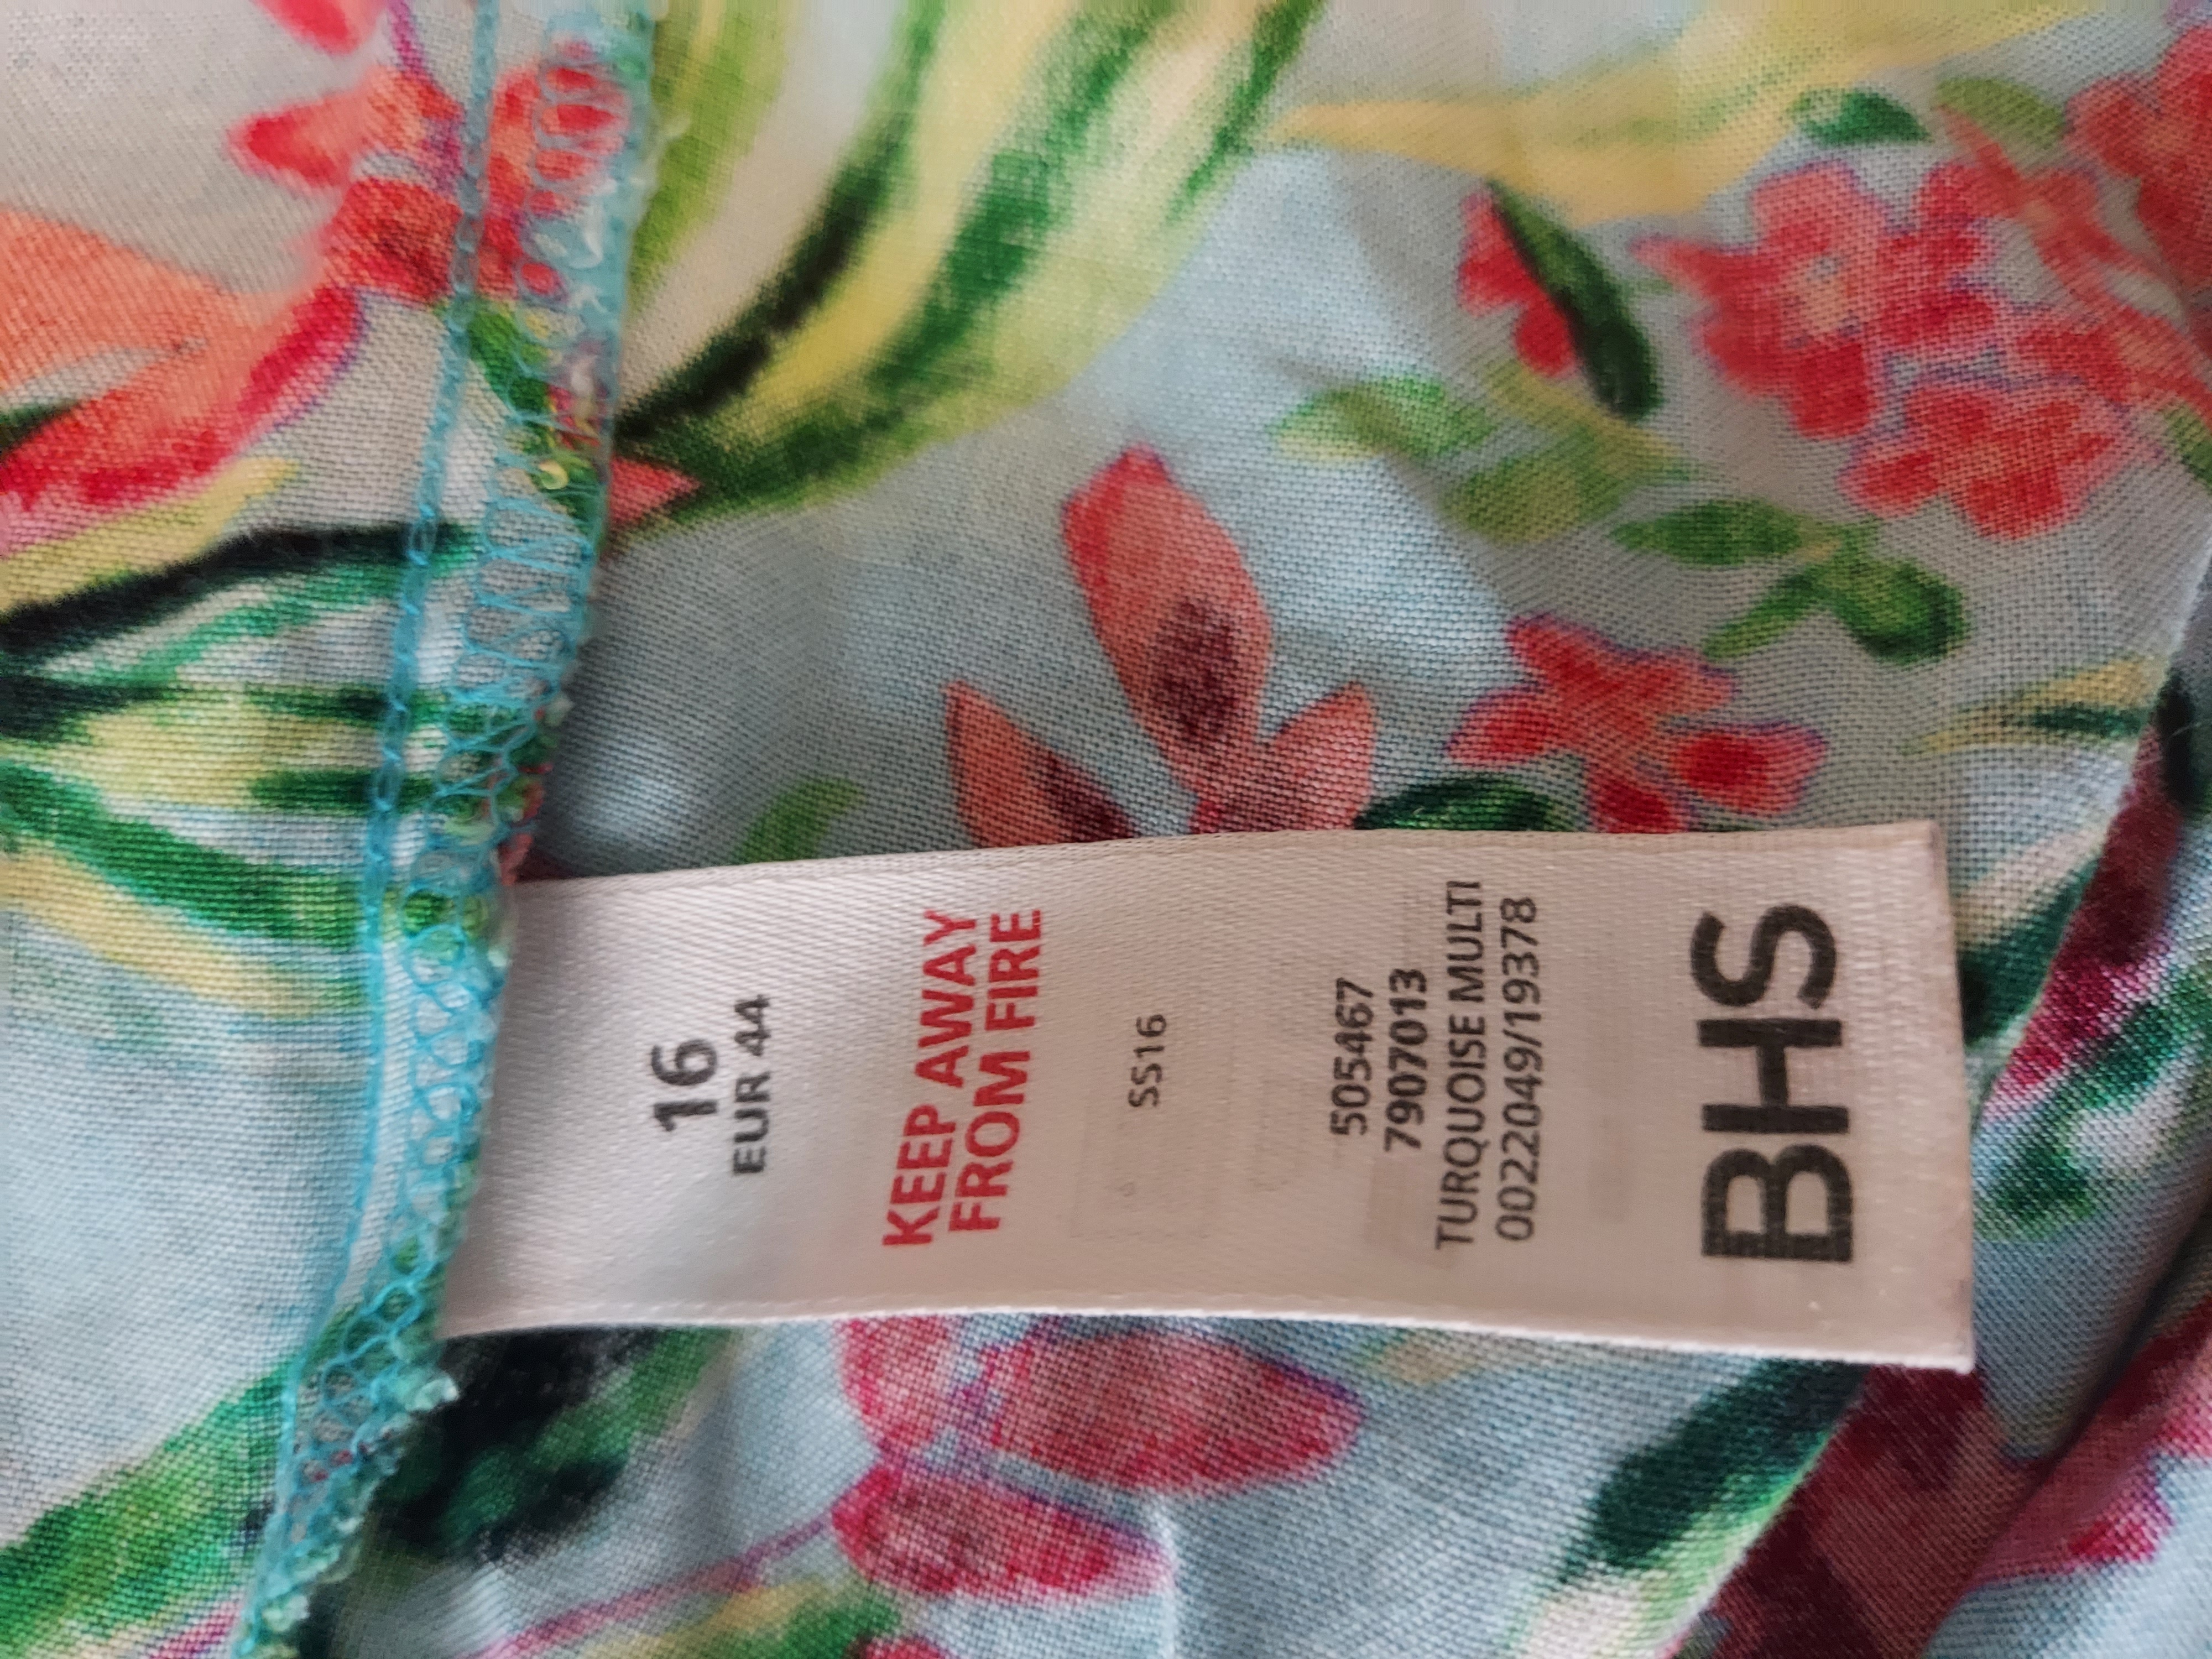 16
EUR 44
KEEP AWAY
FROM FIRE
SS16
505467
7907013
TURQUOISE MULTI
0022049/19378
BHS